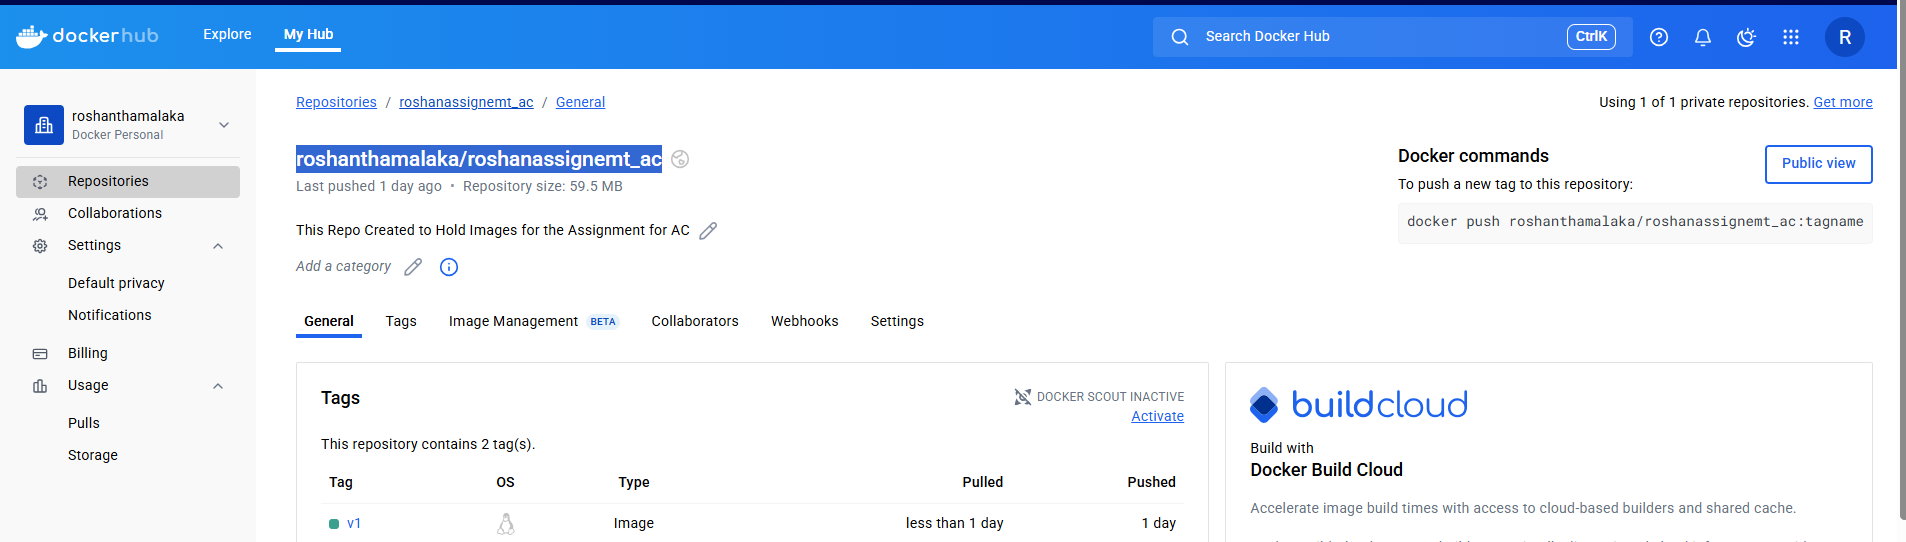 dockerhub
Explore
My Hub
Search Docker Hub
CtrlK
R
roshanthamalaka
Docker Personal
Repositories
Collaborations
Settings
Default privacy
Notifications
Billing
Usage
Pulls
Storage
Repositories / roshanassignemt_ac / General
Using 1 of 1 private repositories. Get more
roshanthamalaka/roshanassignemt_ac
Last pushed 1 day ago • Repository size: 59.5 MB
This Repo Created to Hold Images for the Assignment for AC
Add a category
Docker commands
Public view
To push a new tag to this repository:
docker push roshanthamalaka/roshanassignemt_ac:tagname
General Tags Image Management BETA Collaborators Webhooks Settings
Tags
DOCKER SCOUT INACTIVE
Activate
This repository contains 2 tag(s).
Tag OS Type Pulled Pushed
v1 Image less than 1 day 1 day
buildcloud
Build with
Docker Build Cloud
Accelerate image build times with access to cloud-based builders and shared cache.